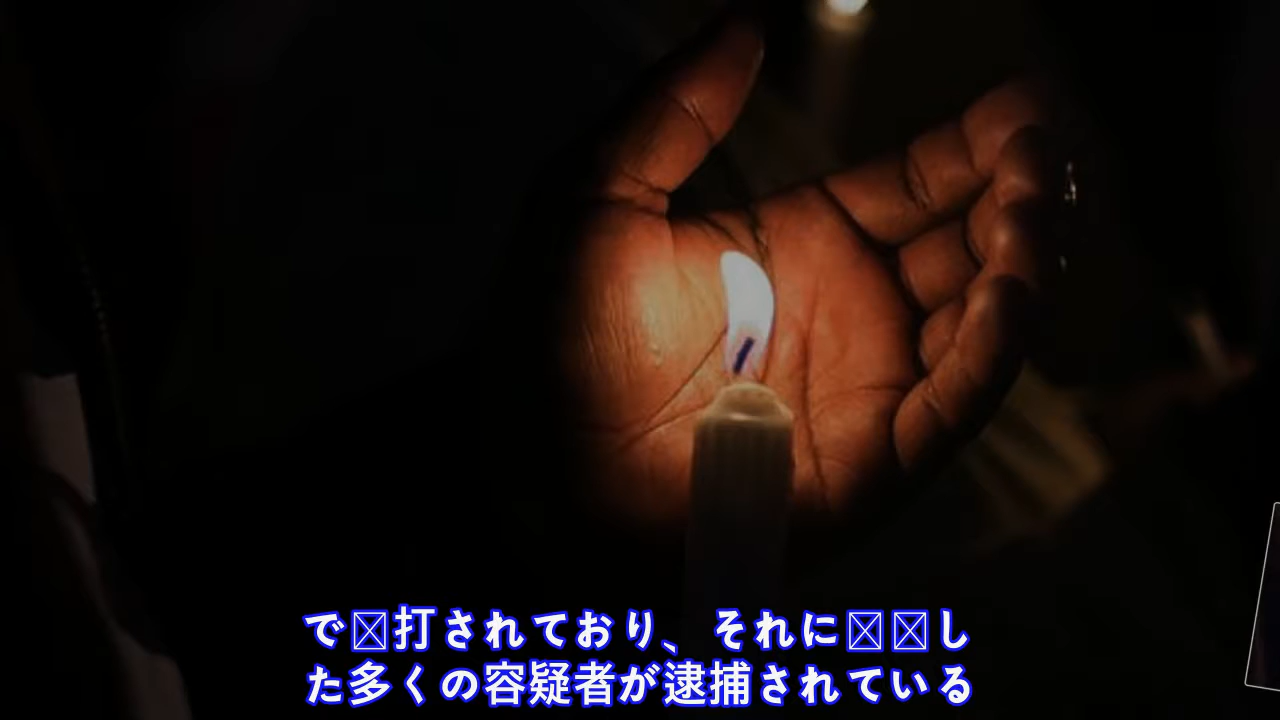 で打されており、それにし
た多くの容疑者が逮捕されている